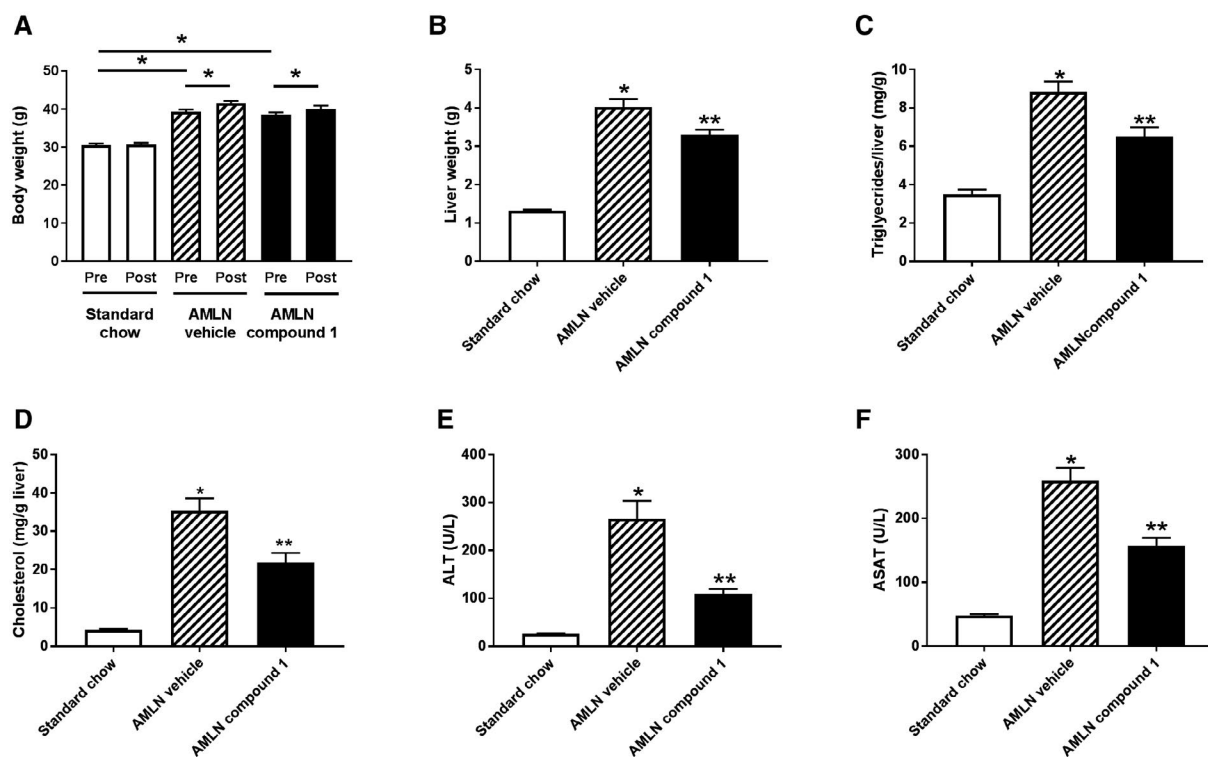 A
*
*
*
*
Body weight (g)
50
40
30
20
10
0
Pre
Post
Pre
Post
Pre
Post
Standard
chow
AMLN
vehicle
AMLN
compound 1
B
Liver weight (g)
5
4
3
2
1
0
*
**
Standard chow
AMLN vehicle
AMLN compound 1
C
Triglyecrides/liver (mg/g)
10
8
6
4
2
0
*
**
Standard chow
AMLN vehicle
AMLNcompound 1
D
Cholesterol (mg/g liver)
50
40
30
20
10
0
*
**
Standard chow
AMLN vehicle
AMLN compound 1
E
ALT (U/L)
400
300
200
100
0
*
**
Standard chow
AMLN vehicle
AMLN compound 1
F
ASAT (U/L)
300
200
100
0
*
**
Standard chow
AMLN vehicle
AMLN compound 1